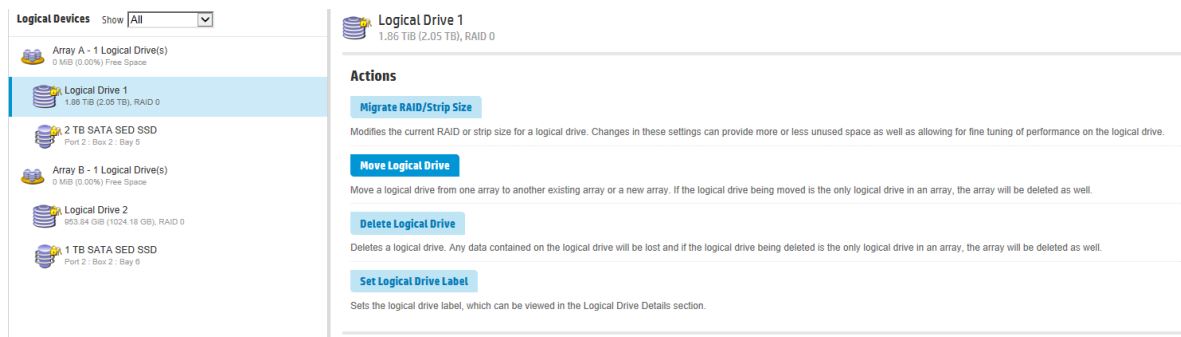 Logical Devices Show All
Array A - 1 Logical Drive(s)
0 MiB (0.00%) Free Space
Logical Drive 1
1.86 TiB (2.05 TB), RAID 0
2 TB SATA SED SSD
Port 2 : Box 2 : Bay 5
Array B - 1 Logical Drive(s)
0 MiB (0.00%) Free Space
Logical Drive 2
953.84 GiB (1024.18 GB), RAID 0
1 TB SATA SED SSD
Port 2 : Box 2 : Bay 6
Logical Drive 1
1.86 TiB (2.05 TB), RAID 0
Actions
Migrate RAID/Strip Size
Modifies the current RAID or strip size for a logical drive. Changes in these settings can provide more or less unused space as well as allowing for fine tuning of performance on the logical drive.
Move Logical Drive
Move a logical drive from one array to another existing array or a new array. If the logical drive being moved is the only logical drive in an array, the array will be deleted as well.
Delete Logical Drive
Deletes a logical drive. Any data contained on the logical drive will be lost and if the logical drive being deleted is the only logical drive in an array, the array will be deleted as well.
Set Logical Drive Label
Sets the logical drive label, which can be viewed in the Logical Drive Details section.